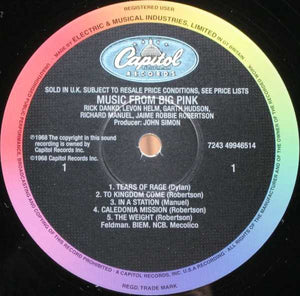 REGISTERED USER
MADE BY ELECTRIC & MUSICAL INDUSTRIES, LIMITED. IN GT. BRITAIN
Capitol
RECORDS
SOLD IN U.K. SUBJECT TO RESALE PRICE CONDITIONS, SEE PRICE LISTS
MUSIC FROM BIG PINK
RICK DANKO, LEVON HELM, GARTH HUDSON,
RICHARD MANUEL, JAIME ROBBIE ROBERTSON
Producer: JOHN SIMON
℗1968 The copyright in this sound
recording is owned by
Capitol Records Inc.
©1968 Capitol Records Inc.
7243 49946514
1
1
1. TEARS OF RAGE (Dylan)
2. TO KINGDOM COME (Robertson)
3. IN A STATION (Manuel)
4. CALEDONIA MISSION (Robertson)
5. THE WEIGHT (Robertson)
Feldman. BIEM. NCB. Mecolico
REGD. TRADE MARK